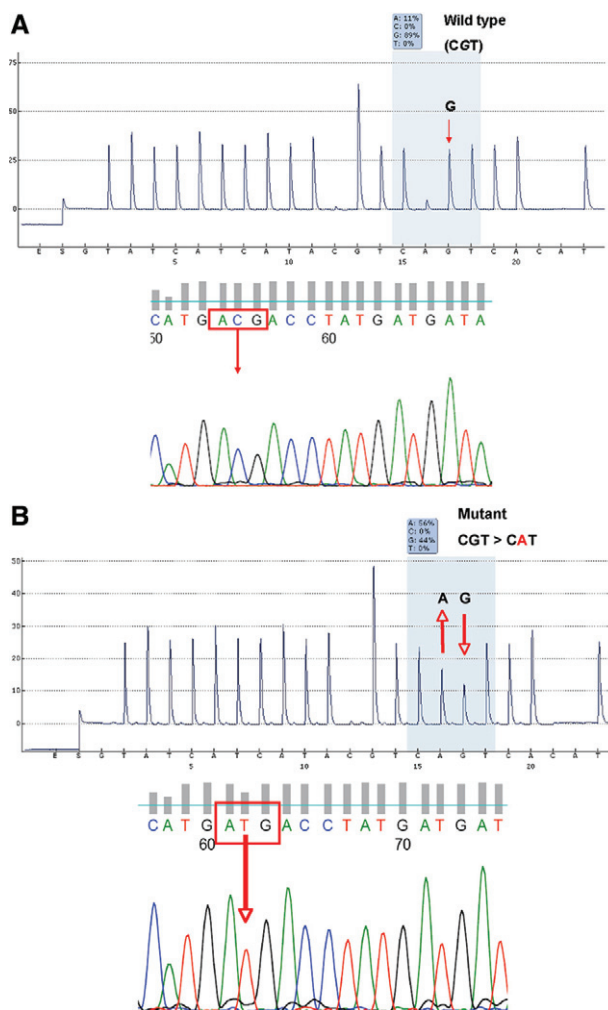 A
A: 11%
C: 0%
G: 89%
T: 0%
Wild type
(CGT)
75
50
25
0
G
E S G T A T C A T C A T A C G T C A G T C A C A T
5 10 15 20
C A T G A C G A C C T A T G A T G A T A
50 60
B
A: 56%
C: 0%
G: 44%
T: 0%
Mutant
CGT > CAT
50
40
30
20
10
0
A G
E S G T A T C A T C A T A C G T C A G T C A C A T
5 10 15 20
C A T G A T G A C C T A T G A T G A T
60 70